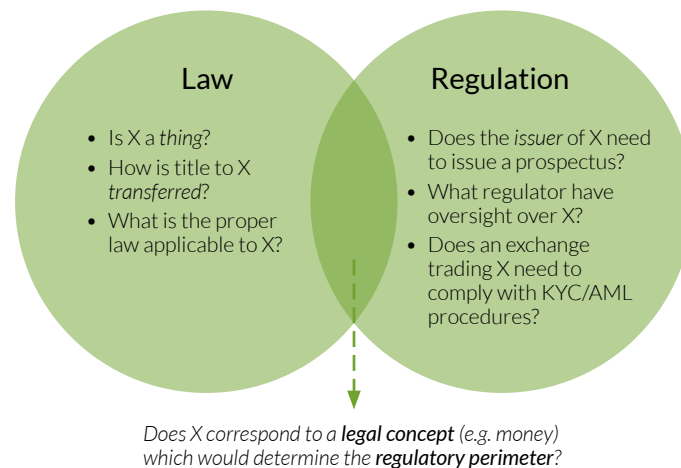 Law
• Is X a thing?
• How is title to X
transferred?
• What is the proper
law applicable to X?
Regulation
• Does the issuer of X need
to issue a prospectus?
• What regulator have
oversight over X?
• Does an exchange
trading X need to
comply with KYC/AML
procedures?
Does X correspond to a legal concept (e.g. money)
which would determine the regulatory perimeter?